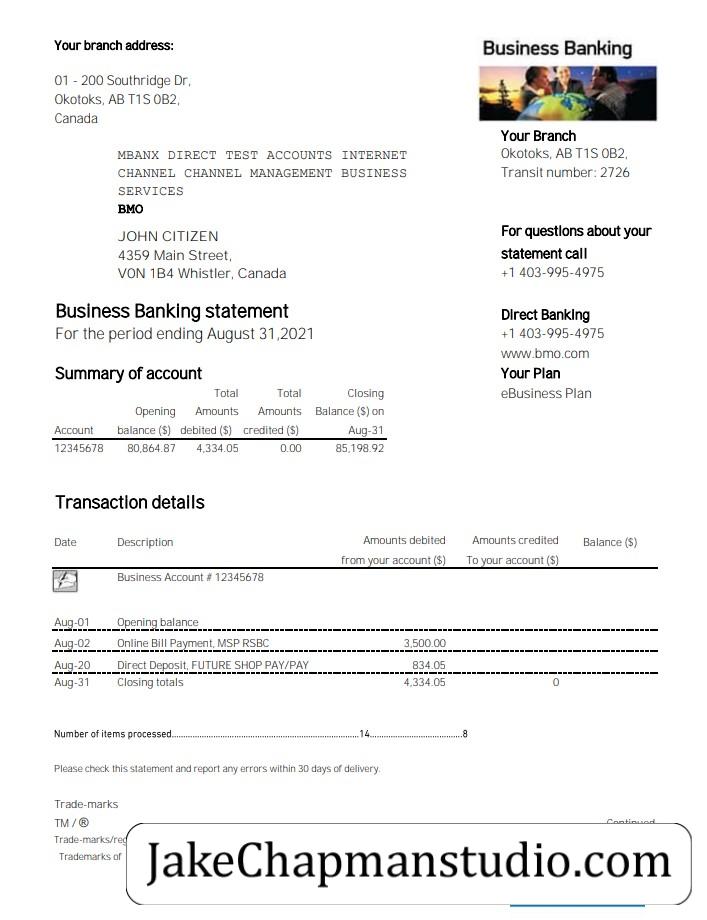 Your branch address:
Business Banking
01 - 200 Southridge Dr,
Okotoks, AB T1S 0B2,
Canada
Your Branch
Okotoks, AB T1S 0B2,
Transit number: 2726
MBANX DIRECT TEST ACCOUNTS INTERNET
CHANNEL CHANNEL MANAGEMENT BUSINESS
SERVICES
BMO
JOHN CITIZEN
4359 Main Street,
V0N 1B4 Whistler, Canada
For questions about your
statement call
+1 403-995-4975
Business Banking statement
For the period ending August 31,2021
Direct Banking
+1 403-995-4975
www.bmo.com
Your Plan
eBusiness Plan
Summary of account
Total Total Closing
Opening Amounts Amounts Balance ($) on
Account balance ($) debited ($) credited ($) Aug-31
12345678 80,864.87 4,334.05 0.00 85,198.92
Transaction details
Date Description Amounts debited Amounts credited Balance ($)
from your account ($) To your account ($)
Business Account # 12345678
Aug-01 Opening balance
Aug-02 Online Bill Payment, MSP RSBC 3,500.00
Aug-20 Direct Deposit, FUTURE SHOP PAY/PAY 834.05
Aug-31 Closing totals 4,334.05 0
Number of items processed.....................................................................14..................................8
Please check this statement and report any errors within 30 days of delivery.
Trade-marks
TM / ® Continued
Trade-marks/reg
Trademarks of
JakeChapmanstudio.com